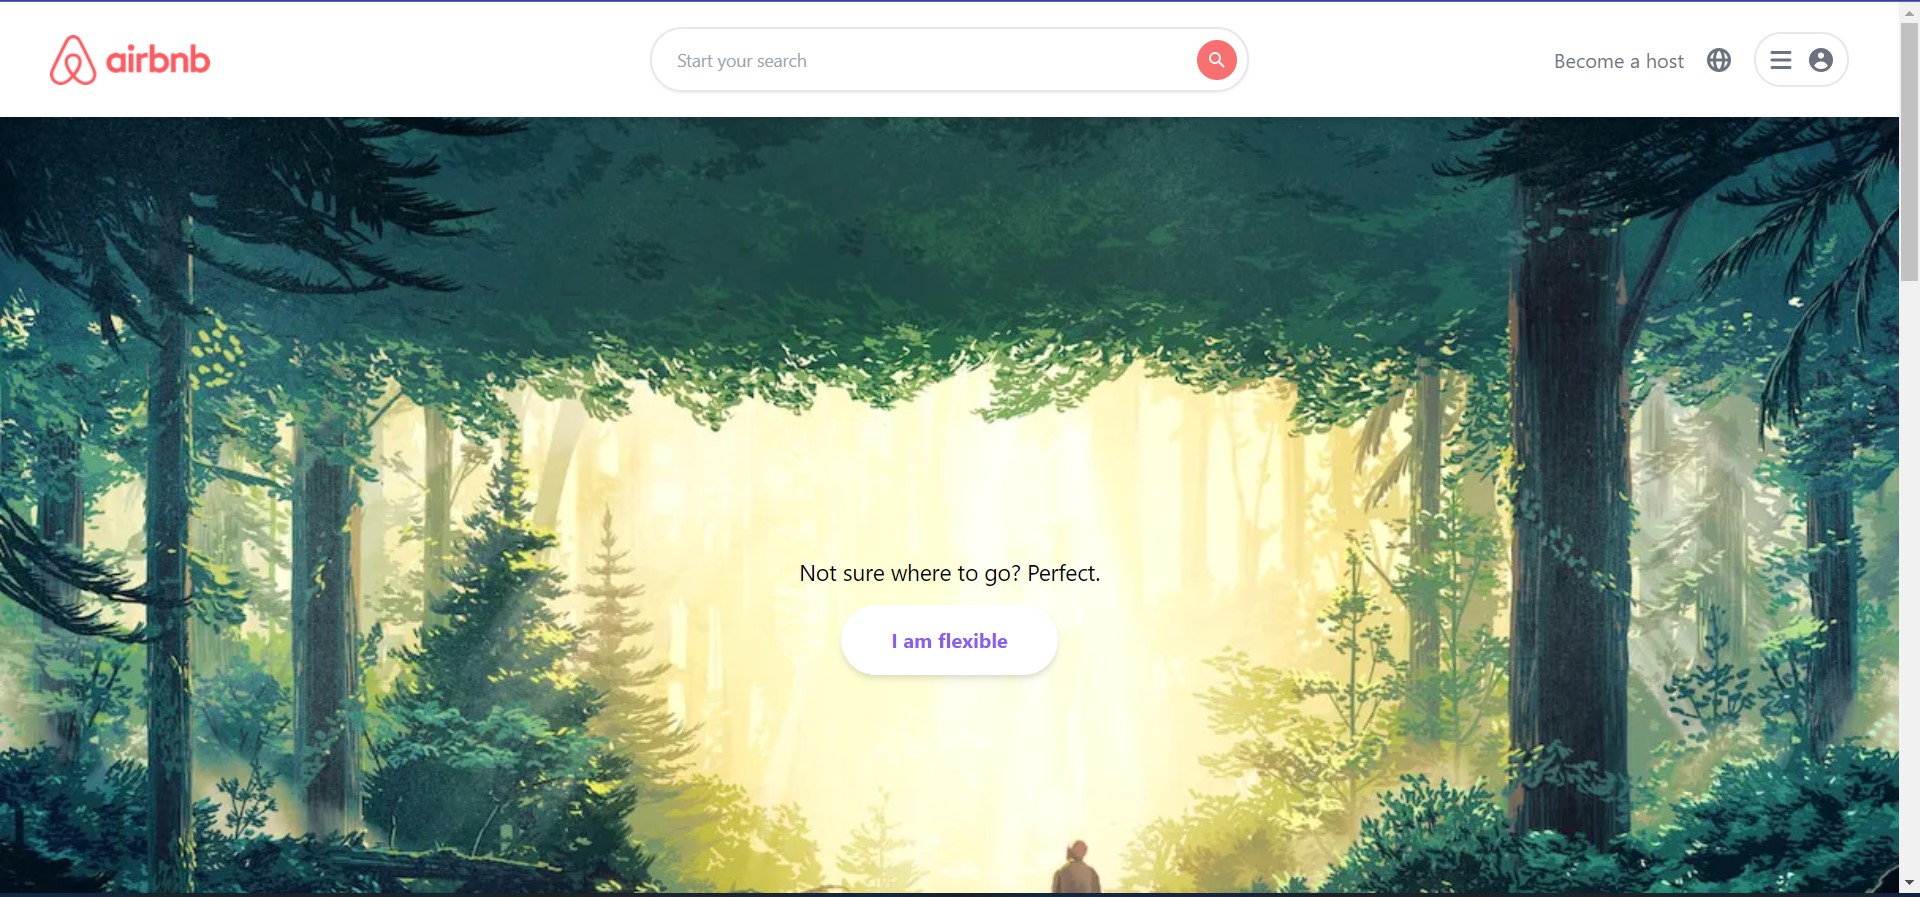 airbnb
Start your search
Become a host
Not sure where to go? Perfect.
I am flexible